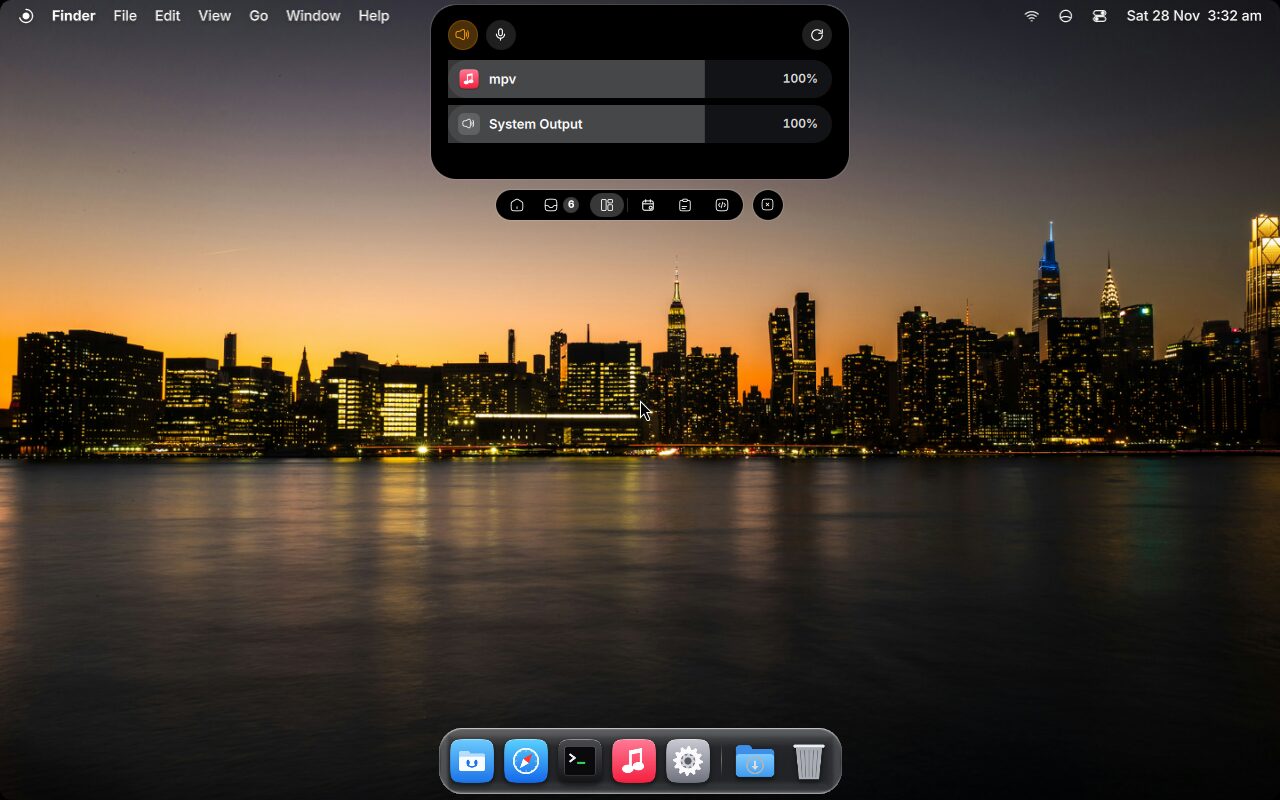 Finder File Edit View Go Window Help
Sat 28 Nov 3:32 am
mpv 100%
System Output 100%
6